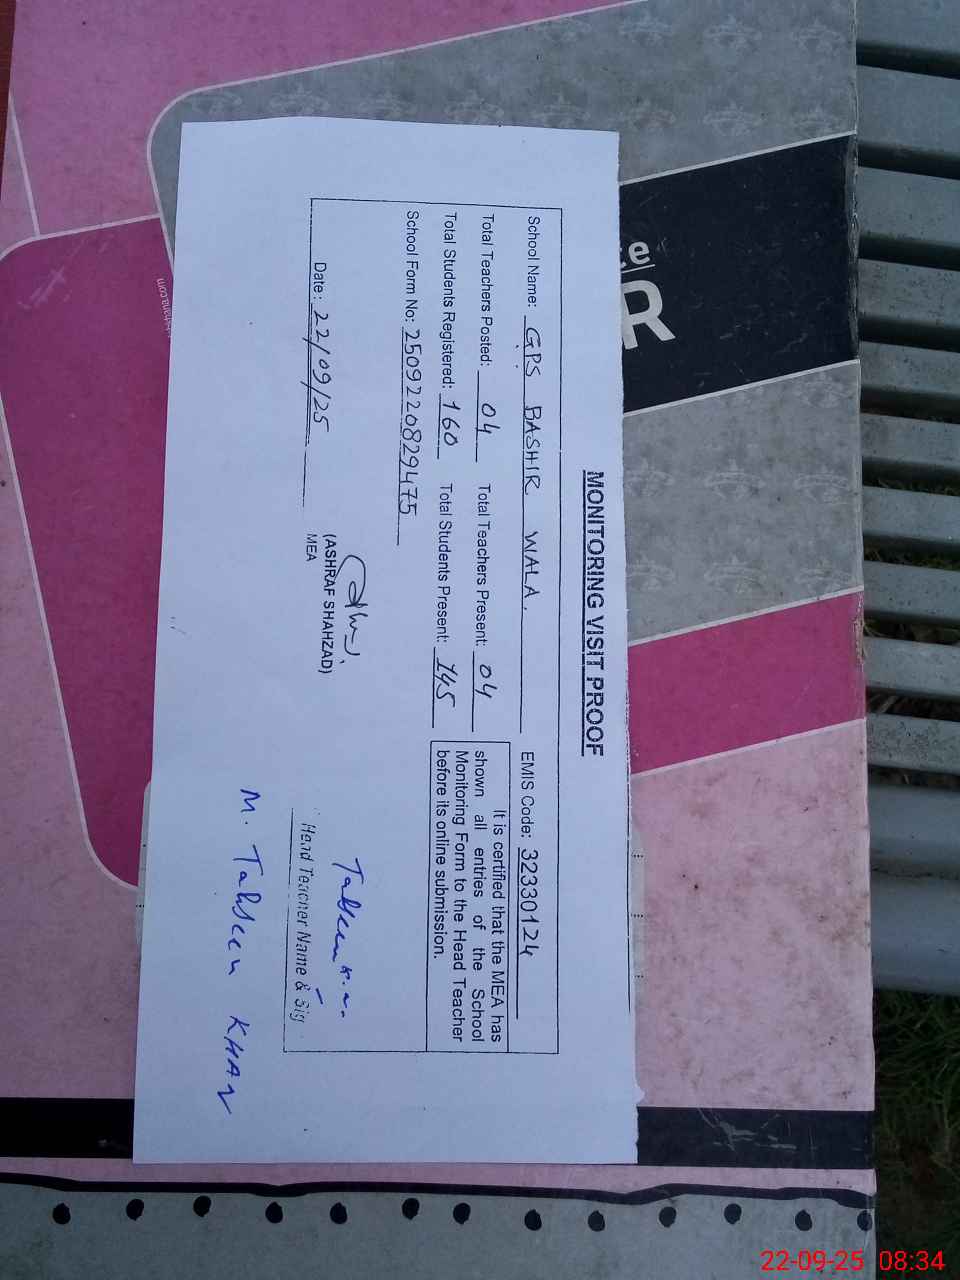 MONITORING VISIT PROOF
School Name: GPS BASHIR WALA. EMIS Code: 32330124
Total Teachers Posted: 04 Total Teachers Present: 04
Total Students Registered: 160 Total Students Present: 145
School Form No: 250922082947​5
It is certified that the MEA has
shown all entries of the School
Monitoring Form to the Head Teacher
before its online submission.
Date: 22/09/25
(ASHRAF SHAHZAD)
MEA
Head Teacher Name & Sig
M. Tahseen KHAN
R
22-09-25 08:34